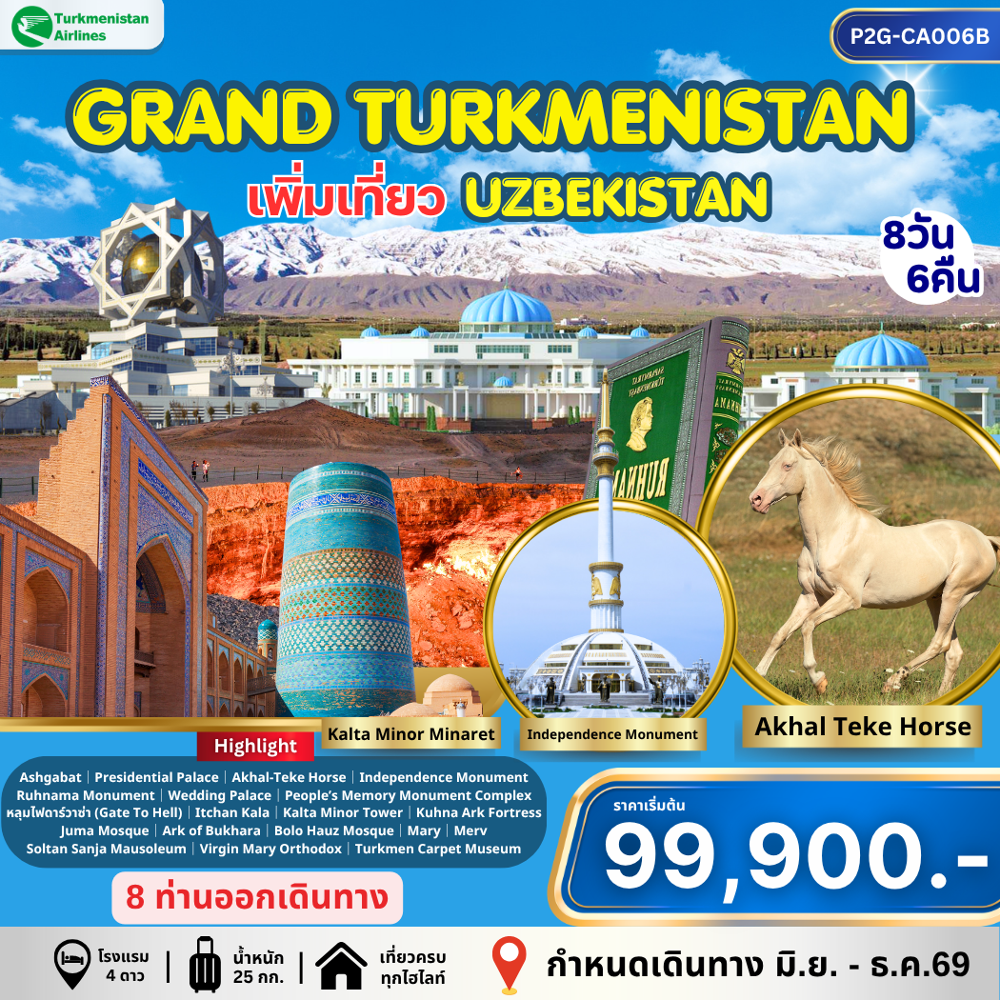 Turkmenistan
Airlines
P2G-CA006B
GRAND TURKMENISTAN
เพิ่มเที่ยว UZBEKISTAN
8วัน
6คืน
SAPARMYRAT
TÜRKMENBAŞY
RUHNAMA
RUHNAMA
Kalta Minor Minaret
Independence Monument
Akhal Teke Horse
Highlight
Ashgabat | Presidential Palace | Akhal-Teke Horse | Independence Monument
Ruhnama Monument | Wedding Palace | People's Memory Monument Complex
หลุมไฟดาร์วาซ่า (Gate To Hell) | Itchan Kala | Kalta Minor Tower | Kuhna Ark Fortress
Juma Mosque | Ark of Bukhara | Bolo Hauz Mosque | Mary | Merv
Soltan Sanja Mausoleum | Virgin Mary Orthodox | Turkmen Carpet Museum
ราคาเริ่มต้น
99,900.-
8 ท่านออกเดินทาง
โรงแรม
4 ดาว
น้ำหนัก
25 กก.
เที่ยวครบ
ทุกไฮไลท์
กำหนดเดินทาง มิ.ย. - ธ.ค.69